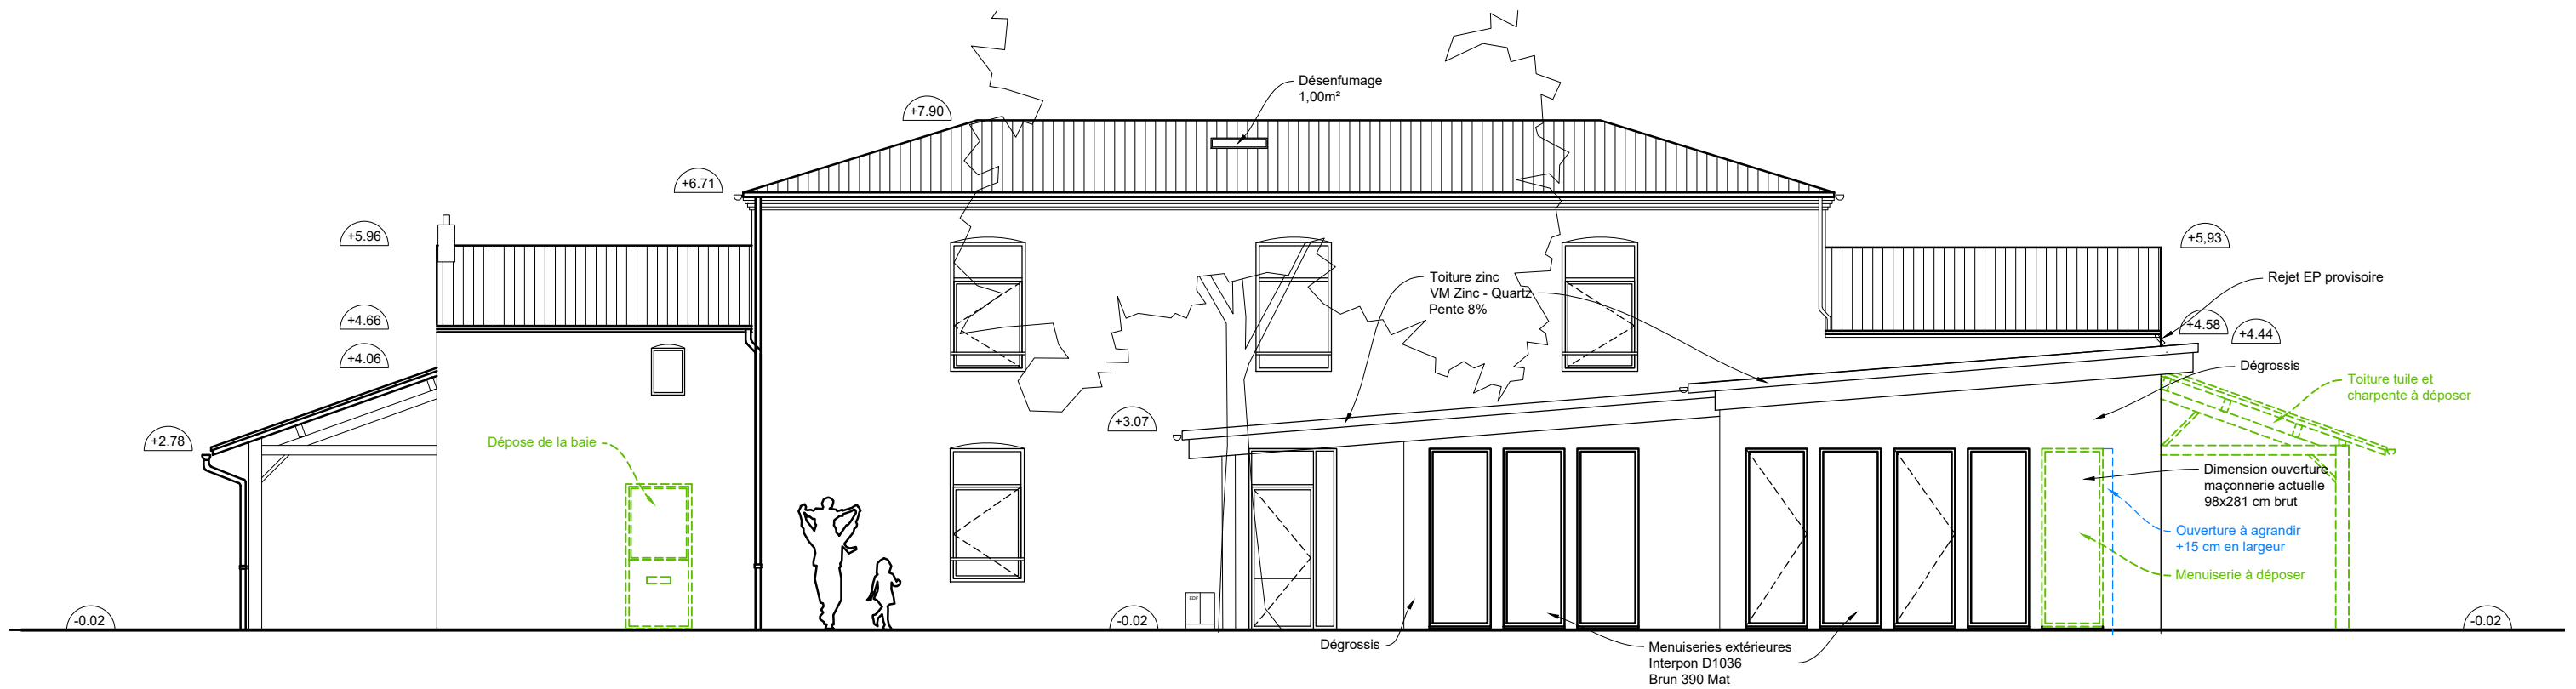 Désenfumage
1,00m²
+7.90
+6.71
+5.96
+5,93
Toiture zinc
VM Zinc - Quartz
Pente 8%
Rejet EP provisoire
+4.66
+4.58
+4.44
+4.06
Dégrossis
Toiture tuile et
charpente à déposer
+3.07
+2.78
Dépose de la baie
Dimension ouverture
maçonnerie actuelle
98x281 cm brut
Ouverture à agrandir
+15 cm en largeur
Menuiserie à déposer
EDF
-0.02
-0.02
-0.02
Dégrossis
Menuiseries extérieures
Interpon D1036
Brun 390 Mat